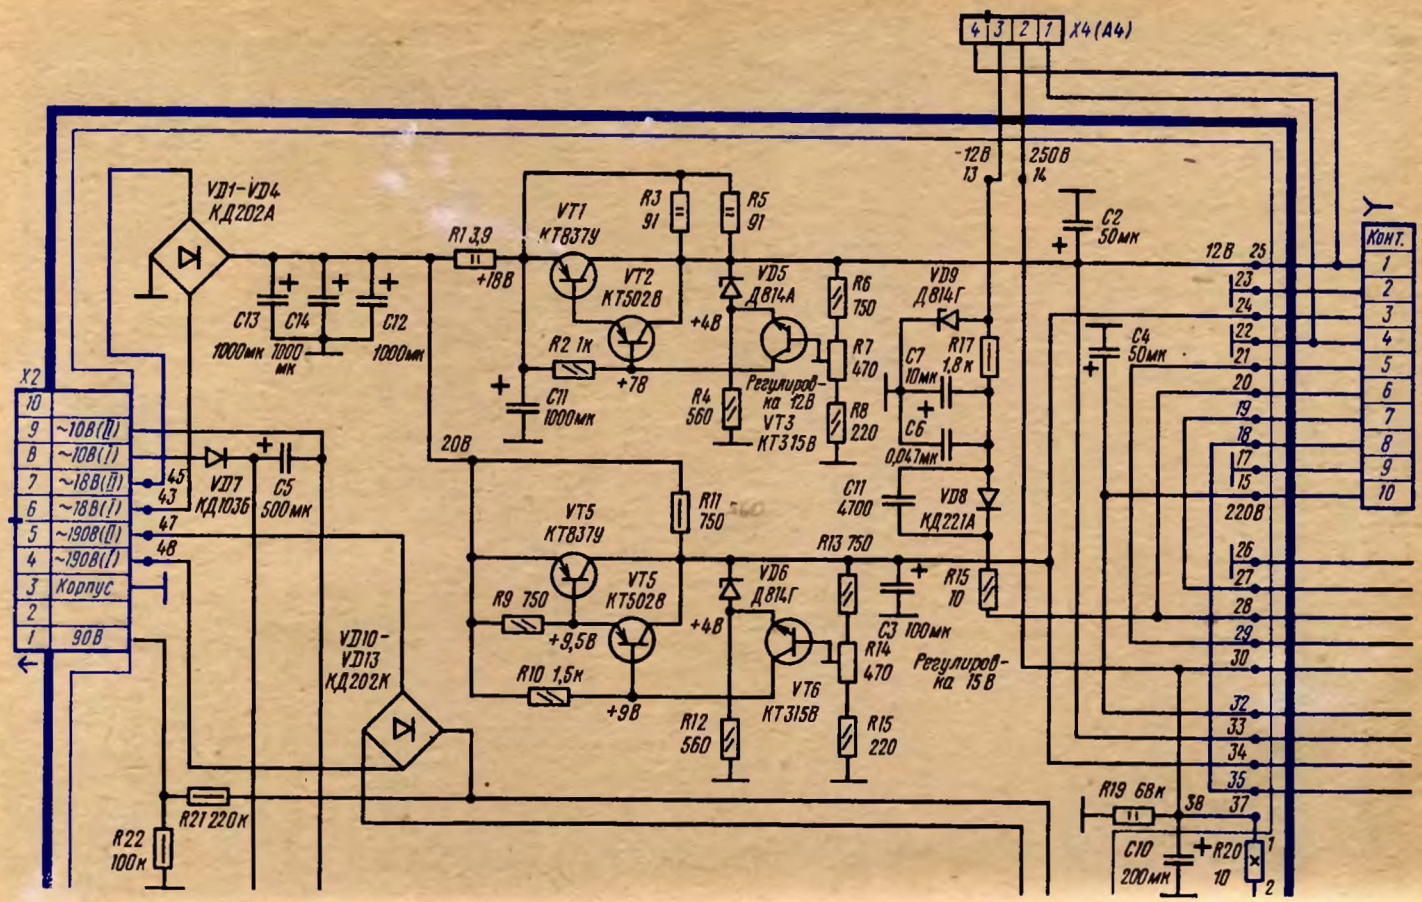 4 3 2 1 X4(A4)
-12В 250В
13 14
VD1-VD4
КД202А
R1 3,9
+18В
VT1
КТ837У
R3
91
R5
91
VT2
КТ502В
VD5
Д814А
+4В
R6
750
R7
470
R8
220
VD9
Д814Г
R17
1,8к
C2
50мк
C4
50мк
12В 25
23
24
22
21
20
19
18
17
15
220В
Конт.
1
2
3
4
5
6
7
8
9
10
C13
1000мк
C14
1000
мк
C12
1000мк
R2 1к
+78
C11
1000мк
R4
560
Регулиров-
ка 12В
VT3
КТ315В
C7
10мк
C6
0,047мк
C11
4700
VD8
КД221А
X2
10
9 ~10В(II)
8 ~10В(I)
7 ~18В(II) 45
6 ~18В(I) 43
5 ~190В(II) 47
4 ~190В(I) 48
3 Корпус
2
1 90В
VD7
КД103Б
C5
500мк
20В
R11
750
560
VT5
КТ837У
VT5
КТ502В
R9 750
+9,5В
R10 1,5к
+9В
VD6
Д814Г
+4В
R13 750
C3 100мк
R15
10
R14
470
Регулиров-
ка 15В
VT6
КТ315В
R12
560
R15
220
VD10-
VD13
КД202К
R21 220к
R22
100к
26
27
28
29
30
32
33
34
35
37
38
R19 68к
C10
200мк
R20
10
1
2